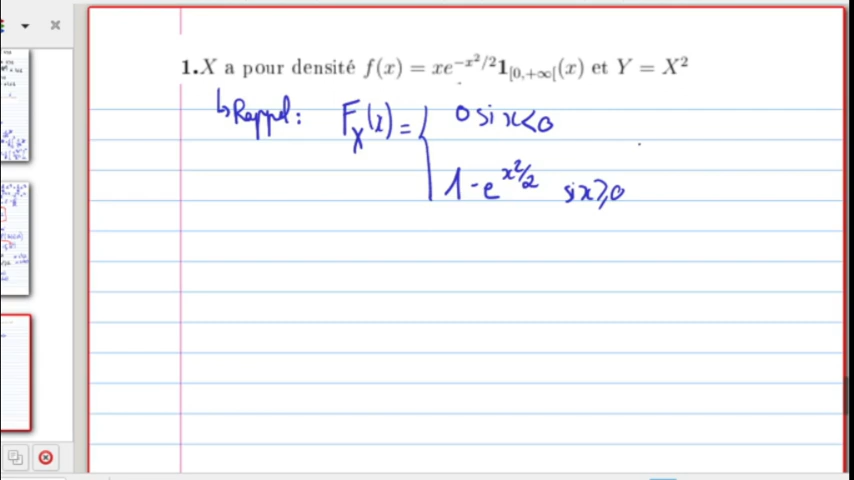 1.X a pour densité f(x) = xe^{-x²/2}1_{[0,+∞[}(x) et Y = X²
↳ Rappel : F_X(x) = { 0 si x<0
1 - e^{x²/2} si x≥0